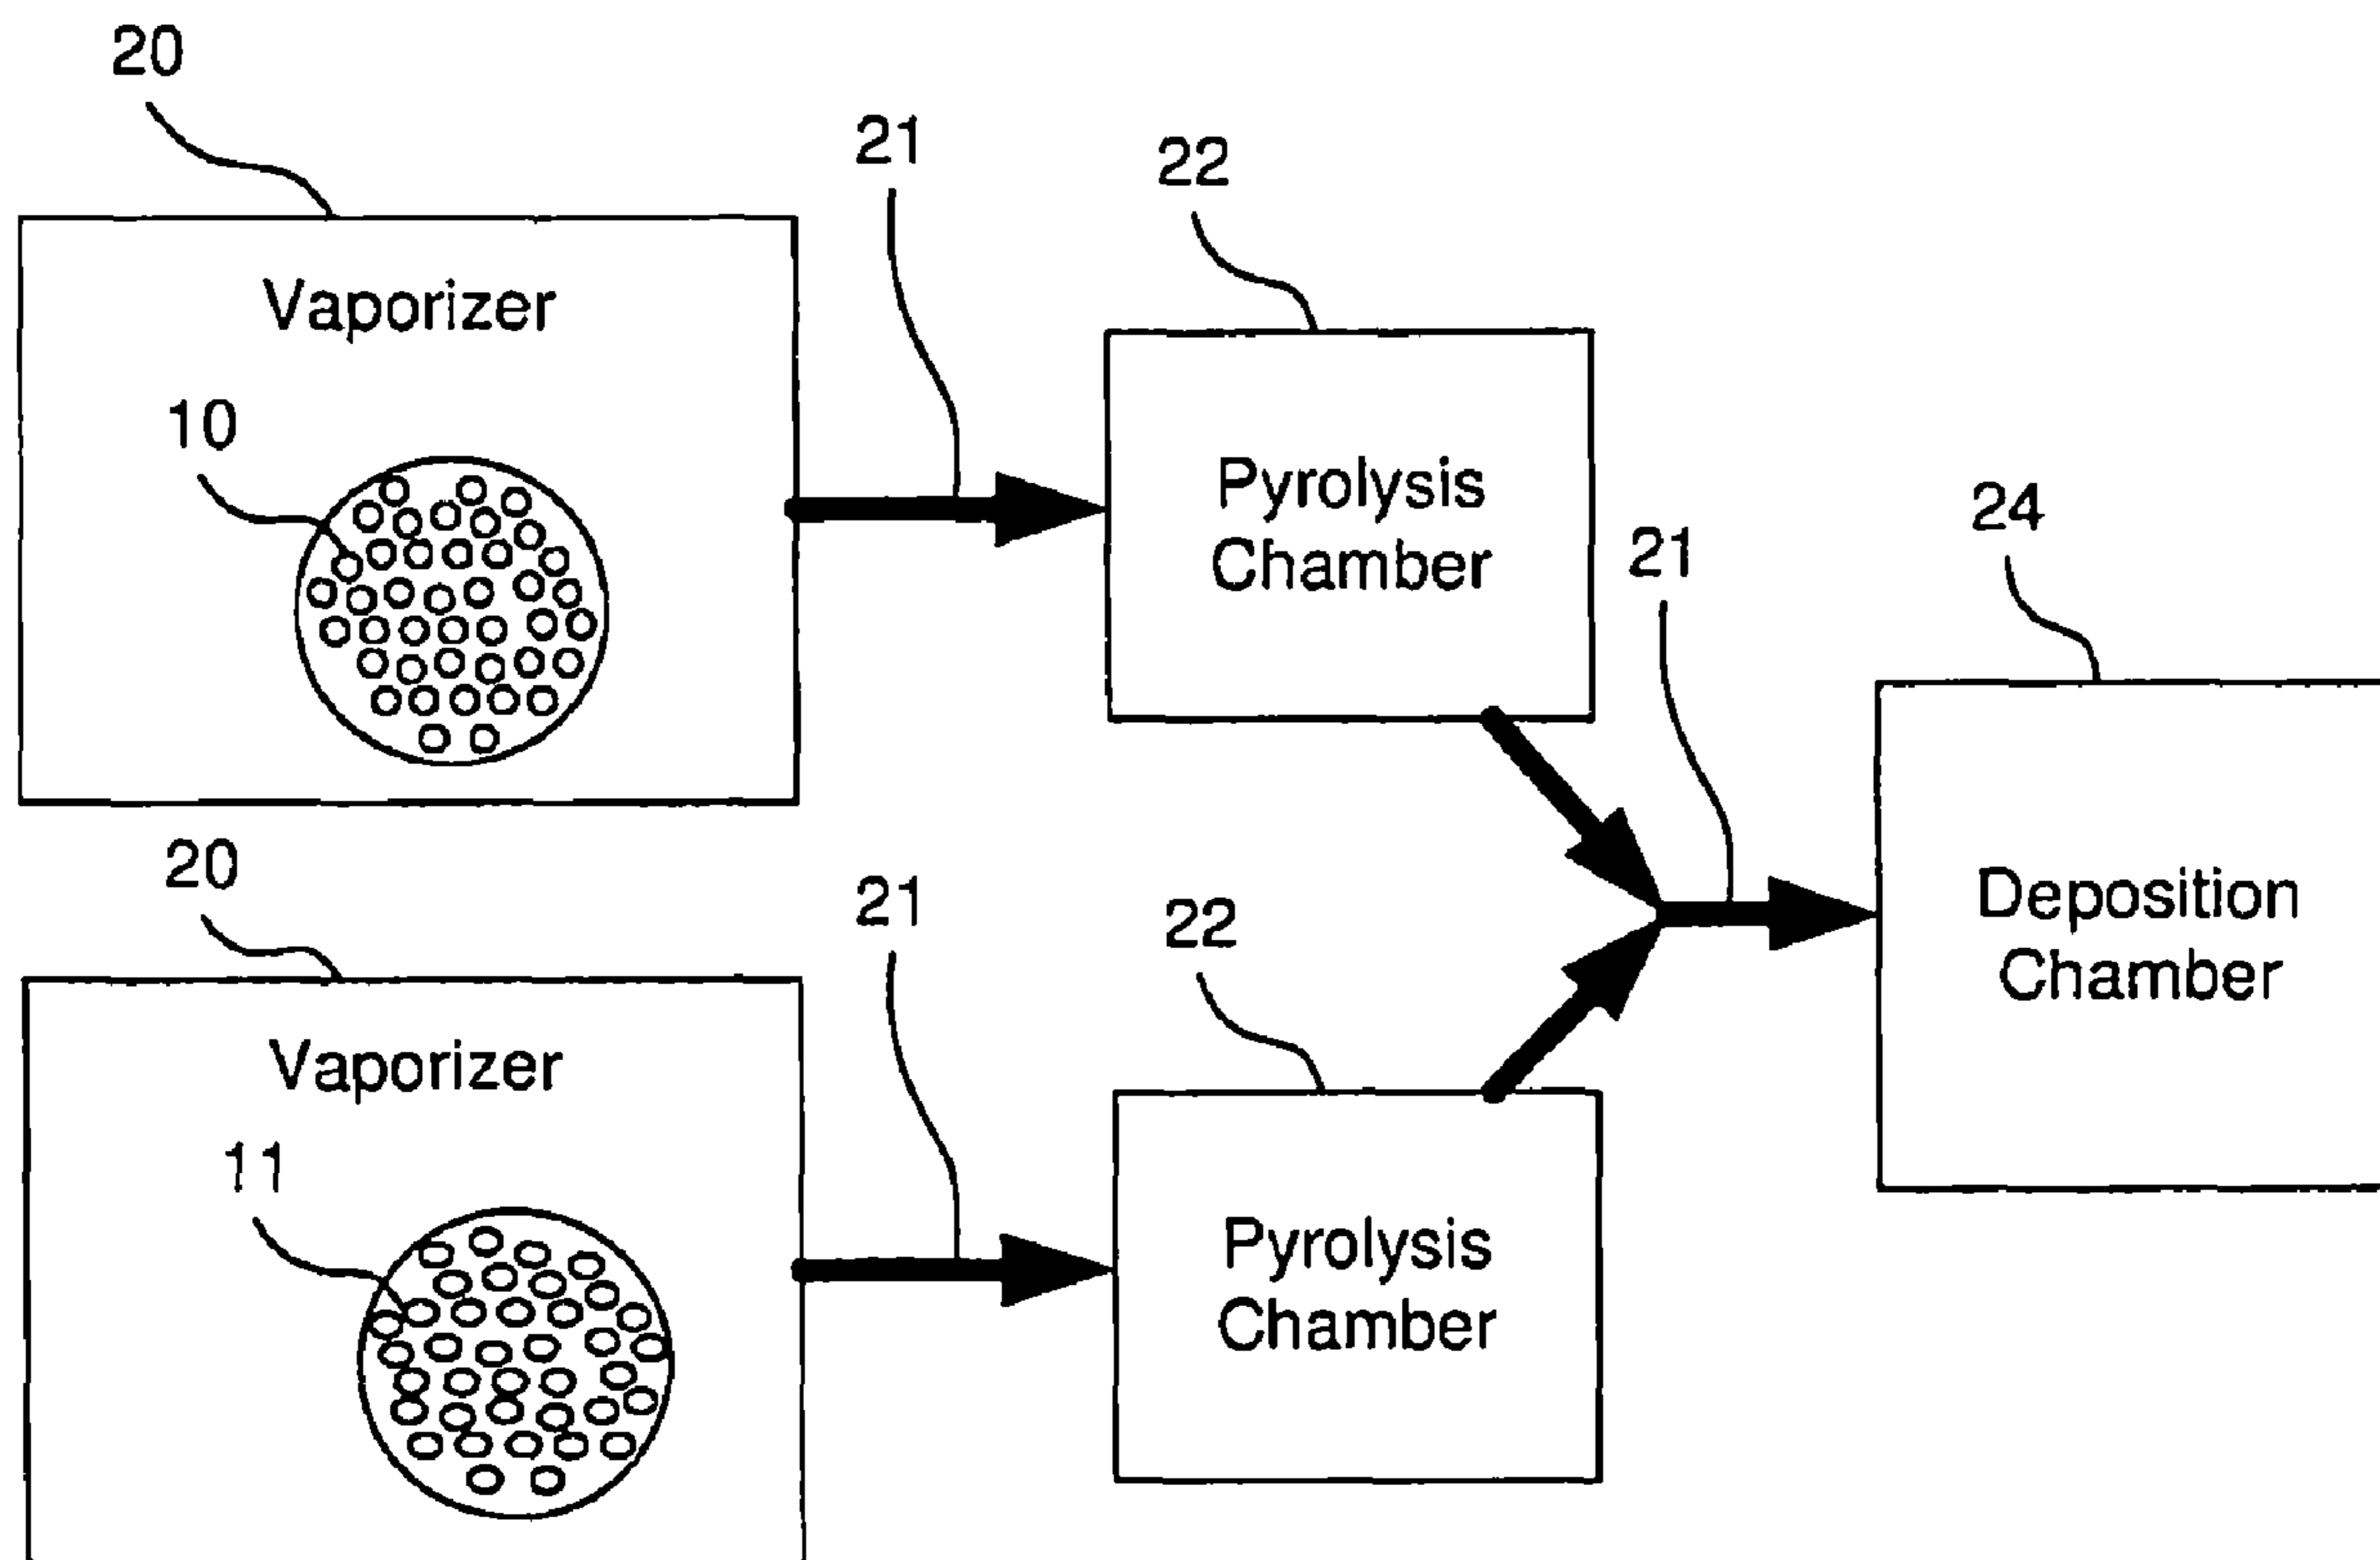 20
21
22
Vaporizer
10
Pyrolysis
Chamber
24
21
20
21
22
Deposition
Chamber
Vaporizer
11
Pyrolysis
Chamber